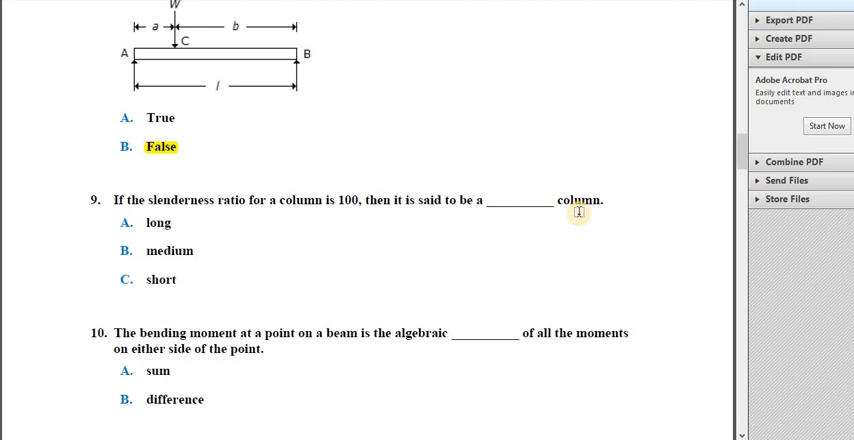 W
a
b
C
A
B
l
A. True
B. False
9. If the slenderness ratio for a column is 100, then it is said to be a __________ column.
A. long
B. medium
C. short
10. The bending moment at a point on a beam is the algebraic __________ of all the moments
on either side of the point.
A. sum
B. difference
Export PDF
Create PDF
Edit PDF
Adobe Acrobat Pro
Easily edit text and images in
documents
Start Now
Combine PDF
Send Files
Store Files